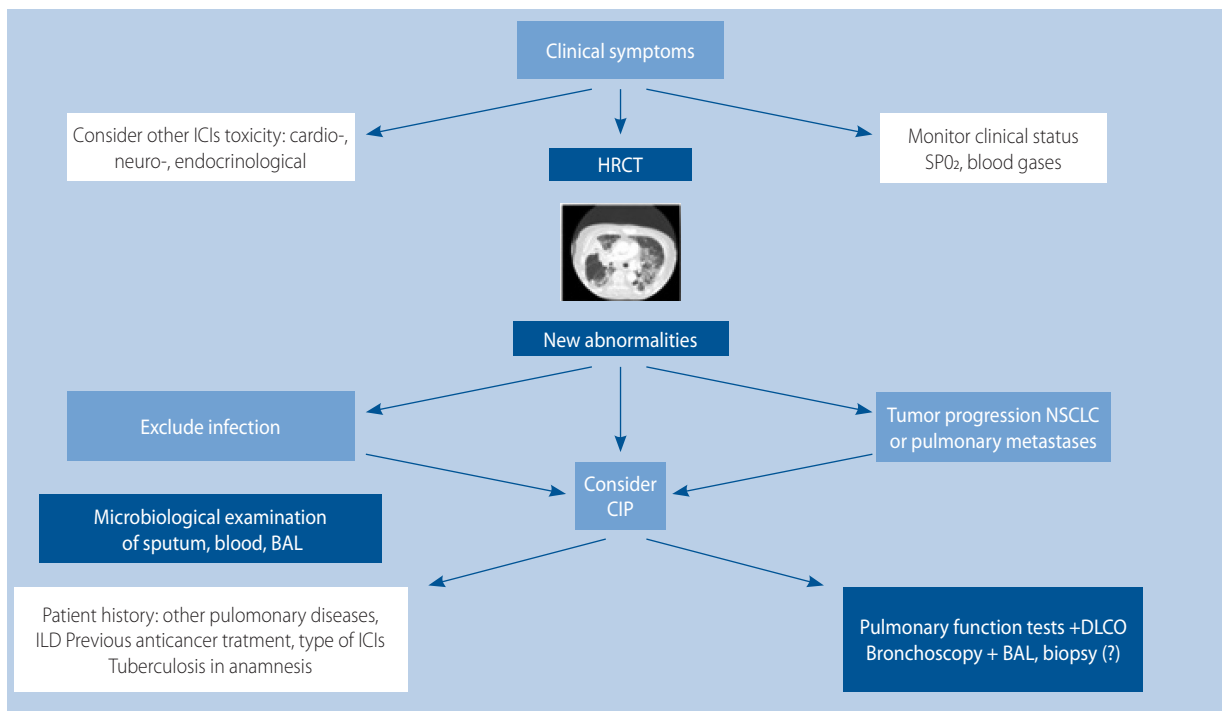 Clinical symptoms
Consider other ICIs toxicity: cardio-,
neuro-, endocrinological
HRCT
Monitor clinical status
SP0₂, blood gases
New abnormalities
Exclude infection
Tumor progression NSCLC
or pulmonary metastases
Consider
CIP
Microbiological examination
of sputum, blood, BAL
Patient history: other pulomonary diseases,
ILD Previous anticancer tratment, type of ICIs
Tuberculosis in anamnesis
Pulmonary function tests +DLCO
Bronchoscopy + BAL, biopsy (?)